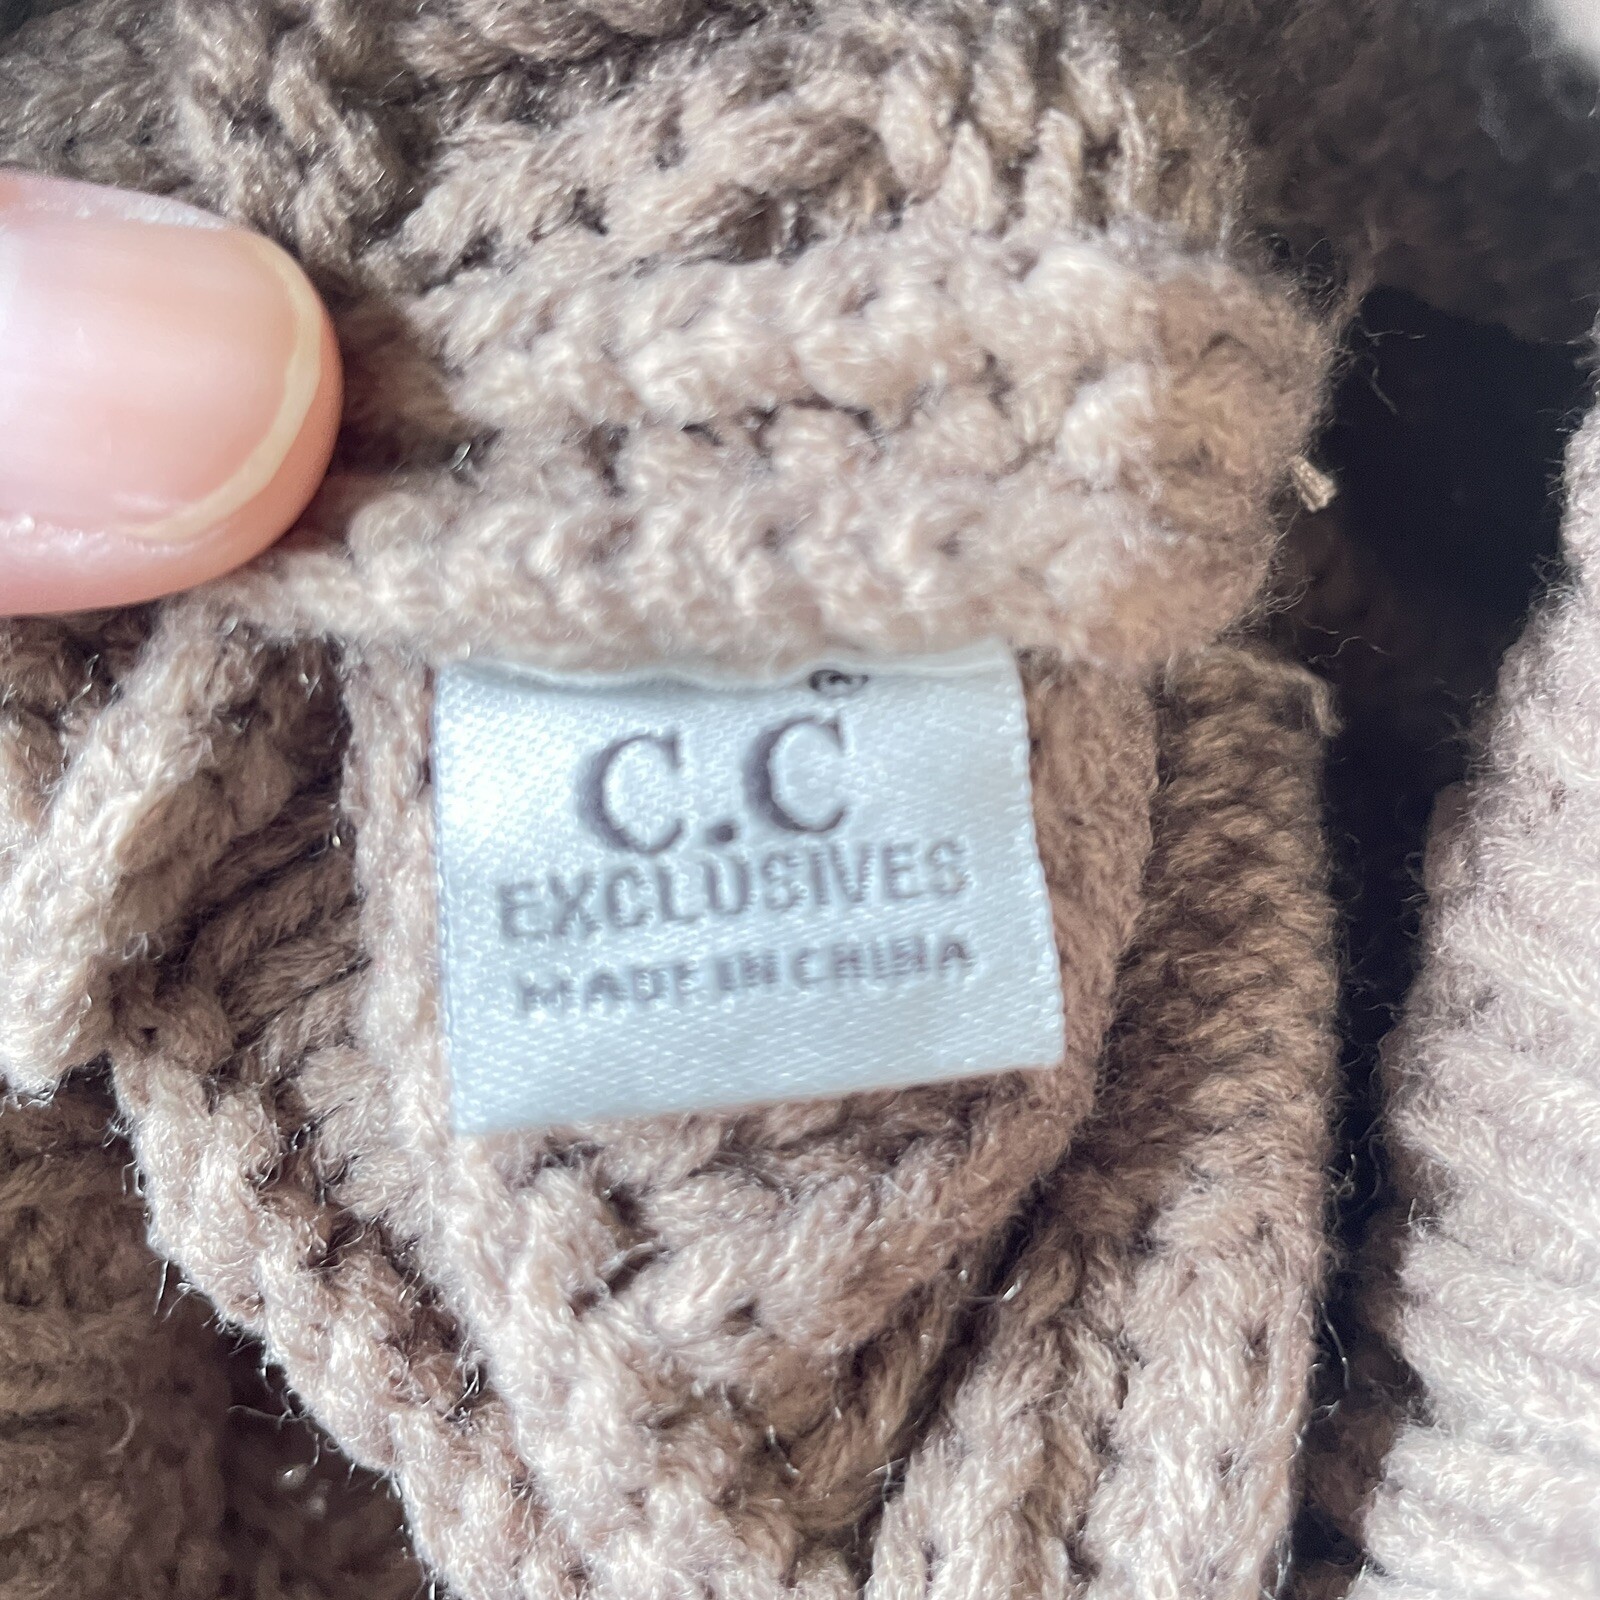 ®
C.C
EXCLUSIVES
MADE IN CHINA